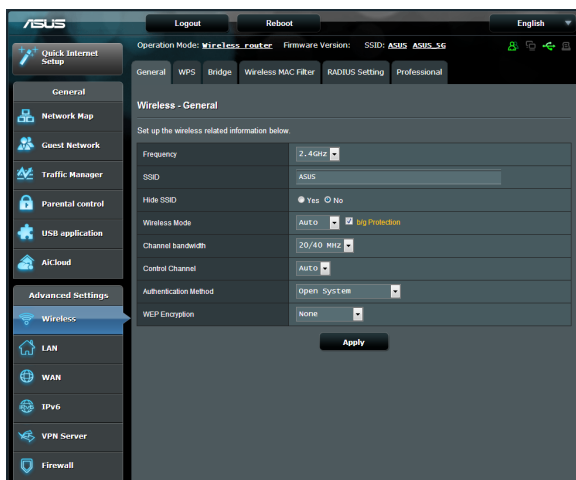 ASUS
Logout
Reboot
English
Quick Internet Setup
Operation Mode: Wireless router Firmware Version: SSID: ASUS ASUS_5G
General
WPS
Bridge
Wireless MAC Filter
RADIUS Setting
Professional
General
Network Map
Guest Network
Traffic Manager
Parental control
USB application
AiCloud
Advanced Settings
Wireless
LAN
WAN
IPv6
VPN Server
Firewall
Wireless - General
Set up the wireless related information below.
Frequency 2.4GHz
SSID ASUS
Hide SSID Yes No
Wireless Mode Auto b/g Protection
Channel bandwidth 20/40 MHz
Control Channel Auto
Authentication Method Open System
WEP Encryption None
Apply